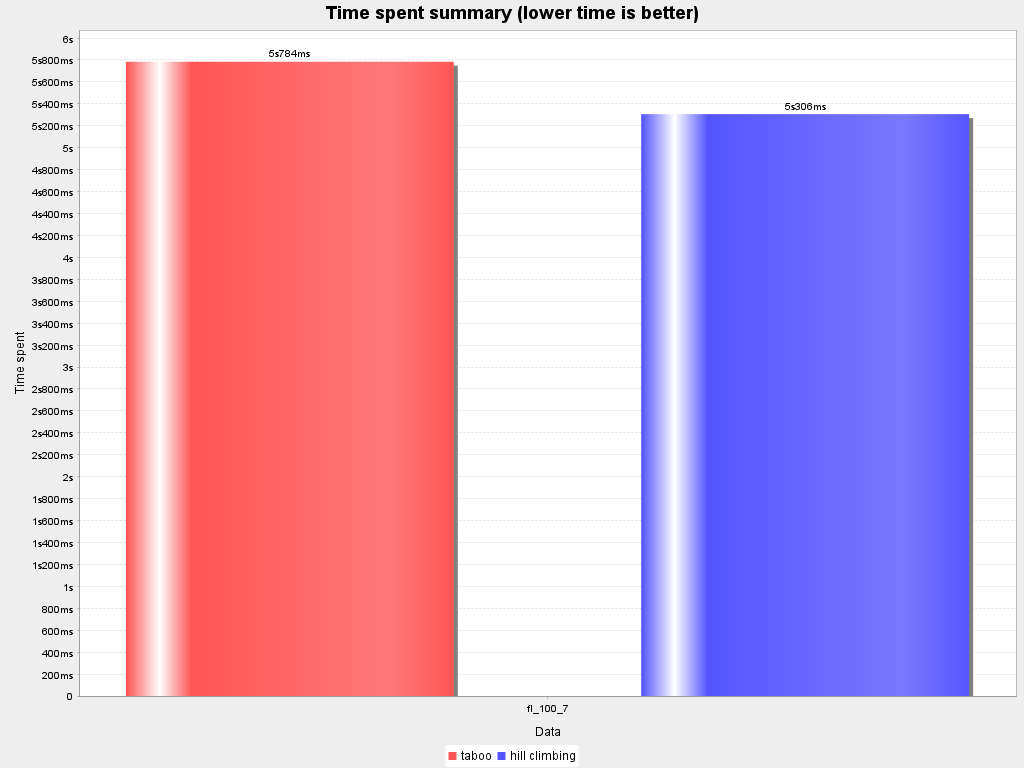 Time spent summary (lower time is better)
6s
5s800ms
5s600ms
5s400ms
5s200ms
5s
4s800ms
4s600ms
4s400ms
4s200ms
4s
3s800ms
3s600ms
3s400ms
3s200ms
3s
2s800ms
2s600ms
2s400ms
2s200ms
2s
1s800ms
1s600ms
1s400ms
1s200ms
1s
800ms
600ms
400ms
200ms
0
Time spent
5s784ms
5s306ms
fl_100_7
Data
taboo hill climbing